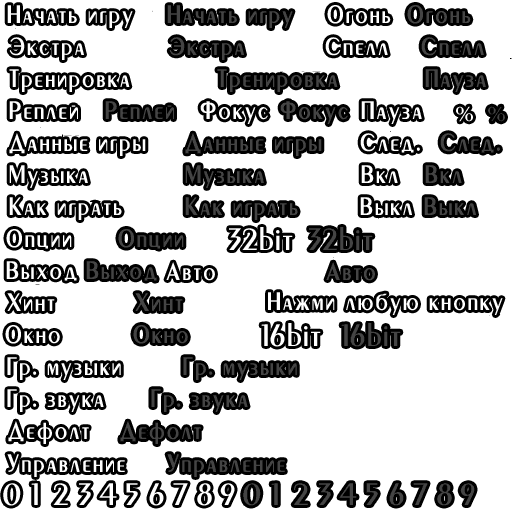 Начать игру Начать игру Огонь Огонь
Экстра Экстра Спелл Спелл
Тренировка Тренировка Пауза
Реплей Реплей Фокус Фокус Пауза % %
Данные игры Данные игры След. След.
Музыка Музыка Вкл Вкл
Как играть Как играть Выкл Выкл
Опции Опции 32bit 32bit
Выход Выход Авто Авто
Хинт Хинт Нажми любую кнопку
Окно Окно 16bit 16bit
Гр. музыки Гр. музыки
Гр. звука Гр. звука
Дефолт Дефолт
Управление Управление
0 1 2 3 4 5 6 7 8 9 0 1 2 3 4 5 6 7 8 9